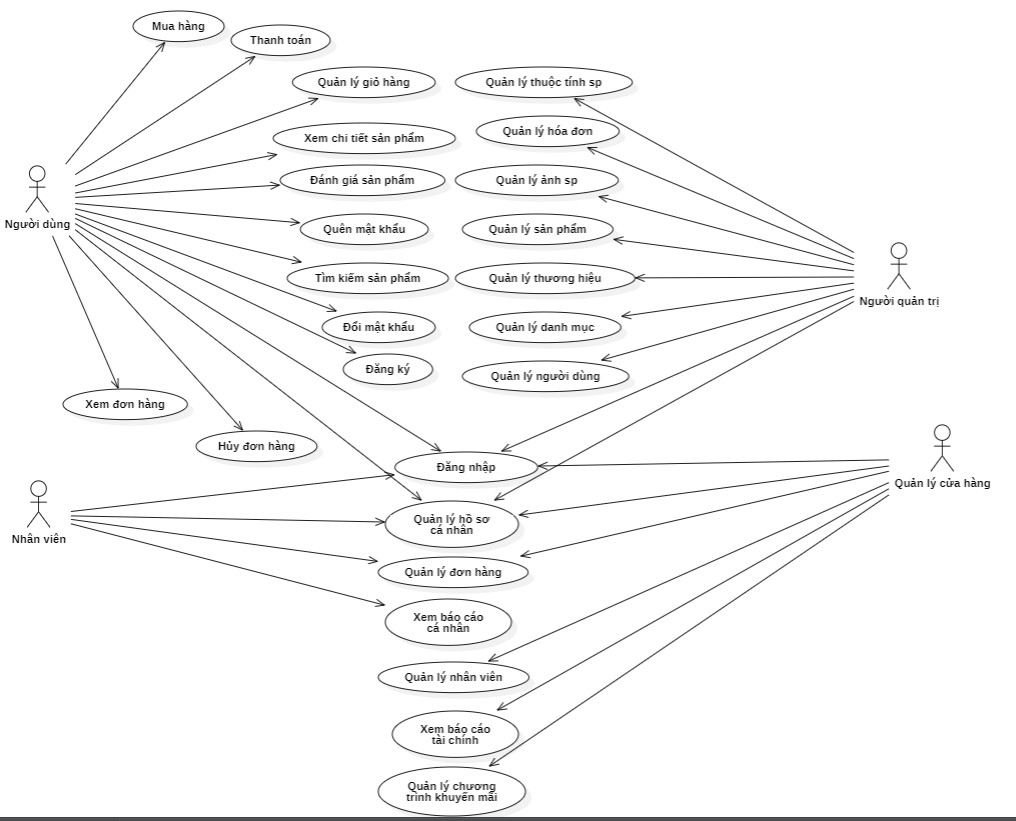 Mua hàng
Thanh toán
Quản lý giỏ hàng
Quản lý thuộc tính sp
Xem chi tiết sản phẩm
Quản lý hóa đơn
Đánh giá sản phẩm
Quản lý ảnh sp
Người dùng
Quên mật khẩu
Quản lý sản phẩm
Tìm kiếm sản phẩm
Quản lý thương hiệu
Người quản trị
Đổi mật khẩu
Quản lý danh mục
Đăng ký
Quản lý người dùng
Xem đơn hàng
Hủy đơn hàng
Đăng nhập
Quản lý cửa hàng
Quản lý hồ sơ
cá nhân
Nhân viên
Quản lý đơn hàng
Xem báo cáo
cá nhân
Quản lý nhân viên
Xem báo cáo
tài chính
Quản lý chương
trình khuyến mãi